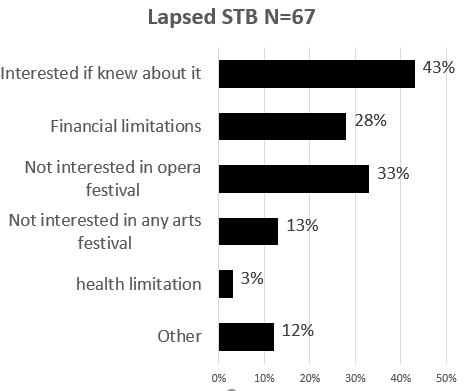 Lapsed STB N=67
Interested if knew about it
43%
Financial limitations
28%
Not interested in opera
festival
33%
Not interested in any arts
festival
13%
health limitation
3%
Other
12%
0% 10% 20% 30% 40% 50%